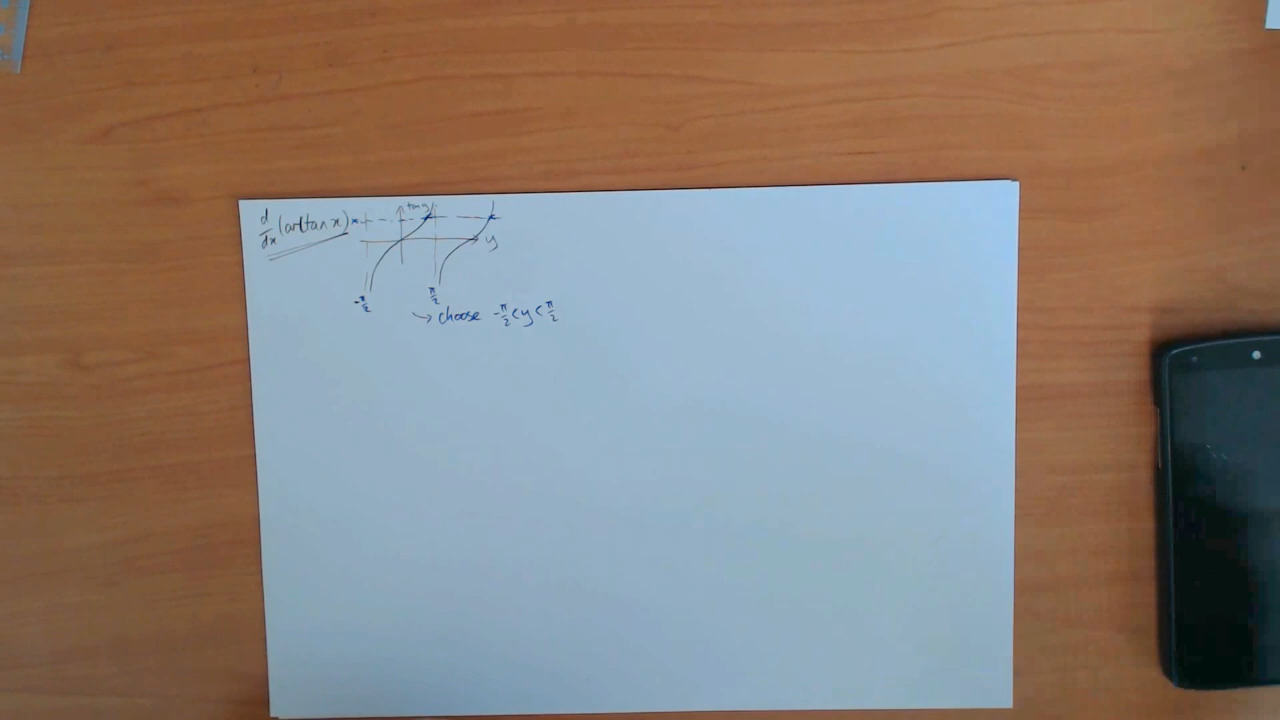 d/dx (arctan x)
x
tan y
y
-π/2
π/2
→ choose -π/2 < y < π/2